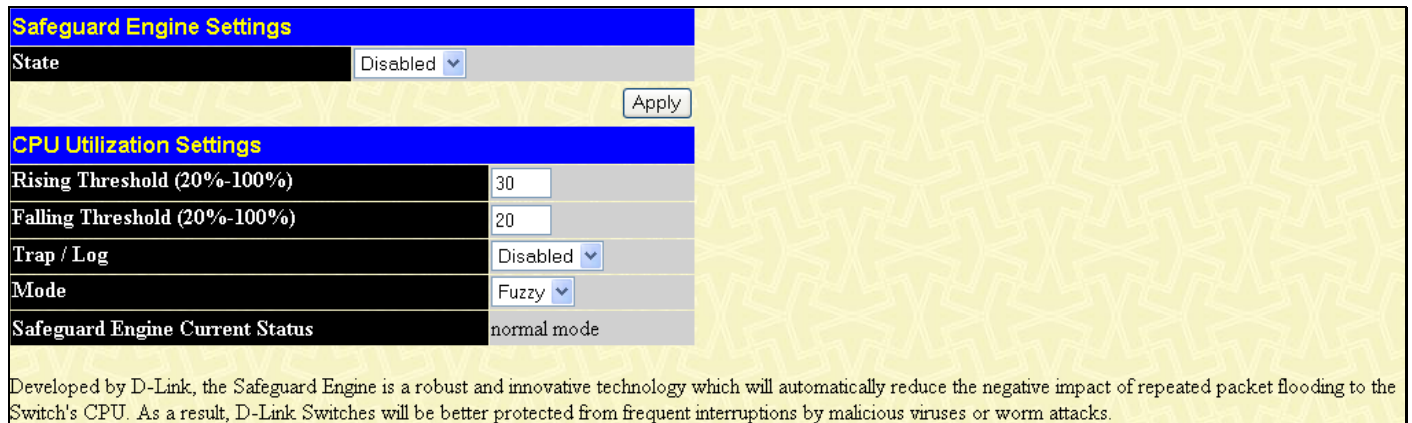 Safeguard Engine Settings
State Disabled
Apply
CPU Utilization Settings
Rising Threshold (20%-100%) 30
Falling Threshold (20%-100%) 20
Trap / Log Disabled
Mode Fuzzy
Safeguard Engine Current Status normal mode
Developed by D-Link, the Safeguard Engine is a robust and innovative technology which will automatically reduce the negative impact of repeated packet flooding to the
Switch's CPU. As a result, D-Link Switches will be better protected from frequent interruptions by malicious viruses or worm attacks.